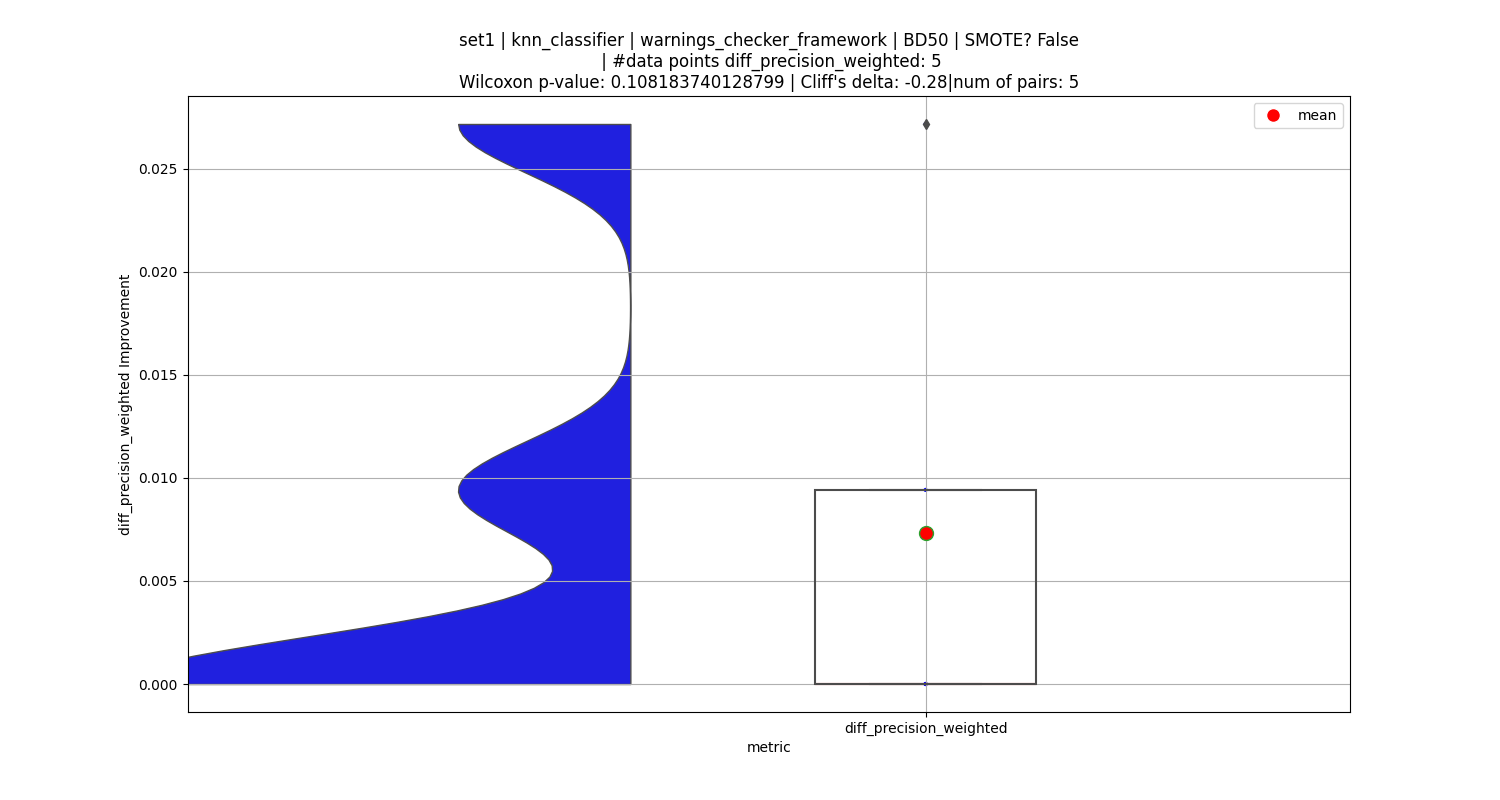 set1 | knn_classifier | warnings_checker_framework | BD50 | SMOTE? False
| #data points diff_precision_weighted: 5
Wilcoxon p-value: 0.108183740128799 | Cliff's delta: -0.28|num of pairs: 5
mean
0.025
0.020
0.015
0.010
0.005
0.000
diff_precision_weighted Improvement
diff_precision_weighted
metric